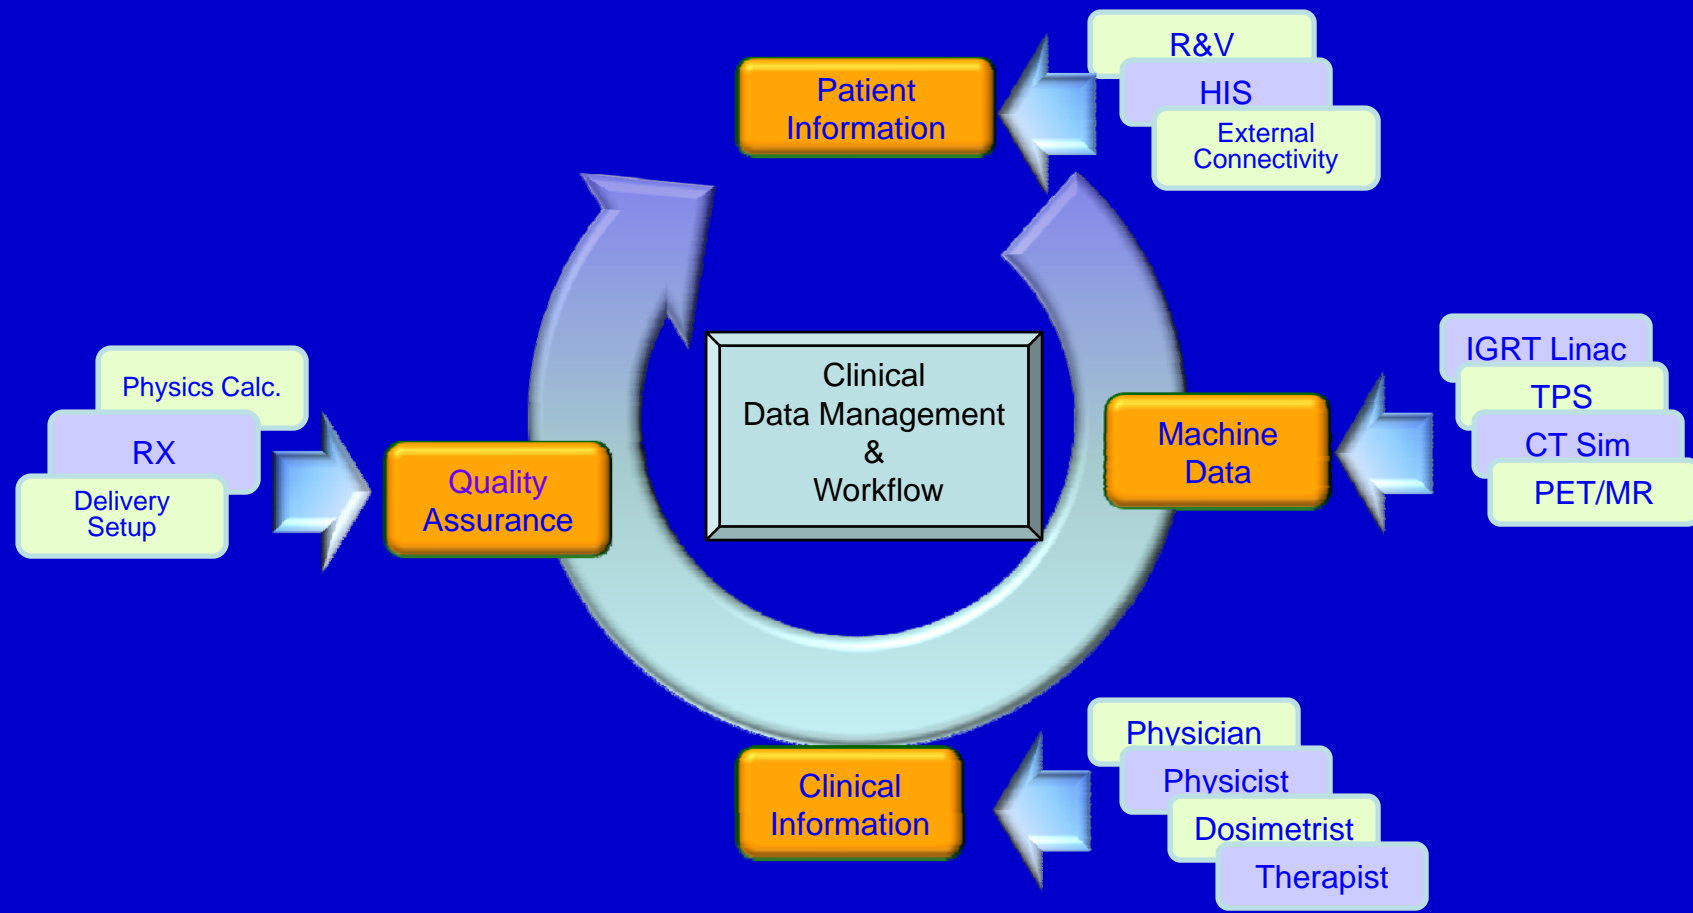 Patient
Information
R&V
HIS
External
Connectivity
Clinical
Data Management
&
Workflow
Machine
Data
IGRT Linac
TPS
CT Sim
PET/MR
Physics Calc.
RX
Delivery
Setup
Quality
Assurance
Clinical
Information
Physician
Physicist
Dosimetrist
Therapist